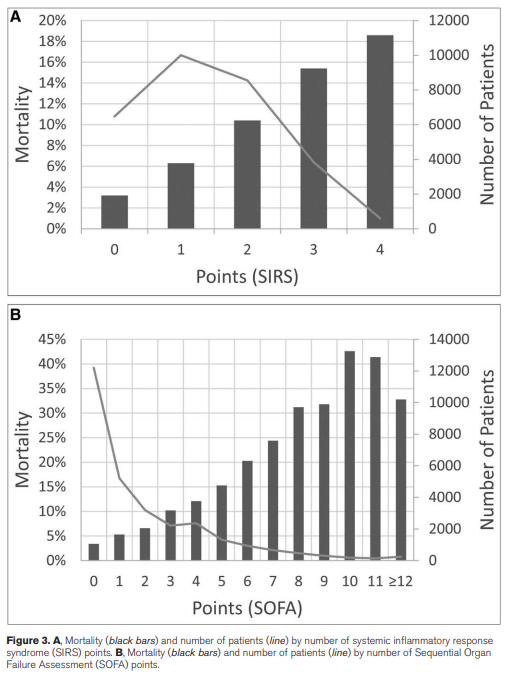 A
20%
18%
16%
14%
12%
10%
8%
6%
4%
2%
0%
Mortality
12000
10000
8000
6000
4000
2000
0
Number of Patients
0 1 2 3 4
Points (SIRS)
B
45%
40%
35%
30%
25%
20%
15%
10%
5%
0%
Mortality
14000
12000
10000
8000
6000
4000
2000
0
Number of Patients
0 1 2 3 4 5 6 7 8 9 10 11 ≥12
Points (SOFA)
Figure 3. A, Mortality (black bars) and number of patients (line) by number of systemic inflammatory response
syndrome (SIRS) points. B, Mortality (black bars) and number of patients (line) by number of Sequential Organ
Failure Assessment (SOFA) points.